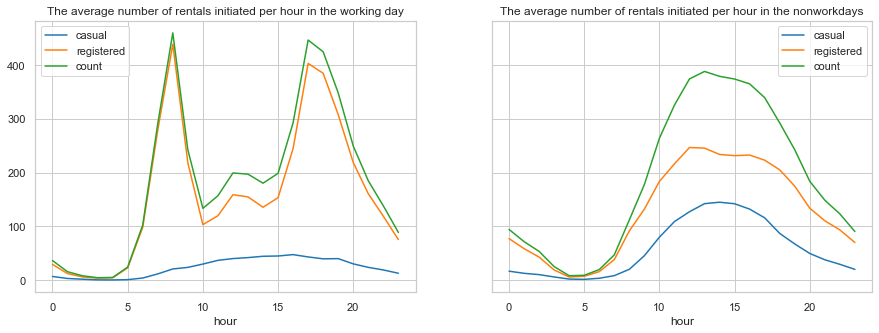 The average number of rentals initiated per hour in the working day
casual
registered
count
400
300
200
100
0
0
5
10
15
20
hour
The average number of rentals initiated per hour in the nonworkdays
casual
registered
count
0
5
10
15
20
hour